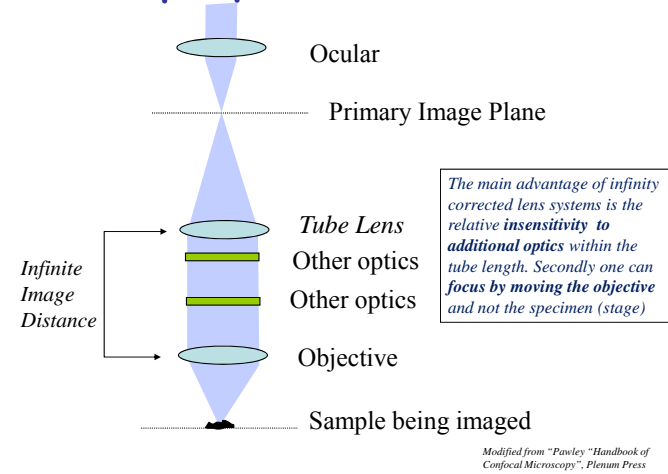 Ocular
Primary Image Plane
The main advantage of infinity
corrected lens systems is the
relative insensitivity to
additional optics within the
tube length. Secondly one can
focus by moving the objective
and not the specimen (stage)
Tube Lens
Other optics
Infinite
Image
Distance
Other optics
Objective
Sample being imaged
Modified from “Pawley “Handbook of
Confocal Microscopy”, Plenum Press